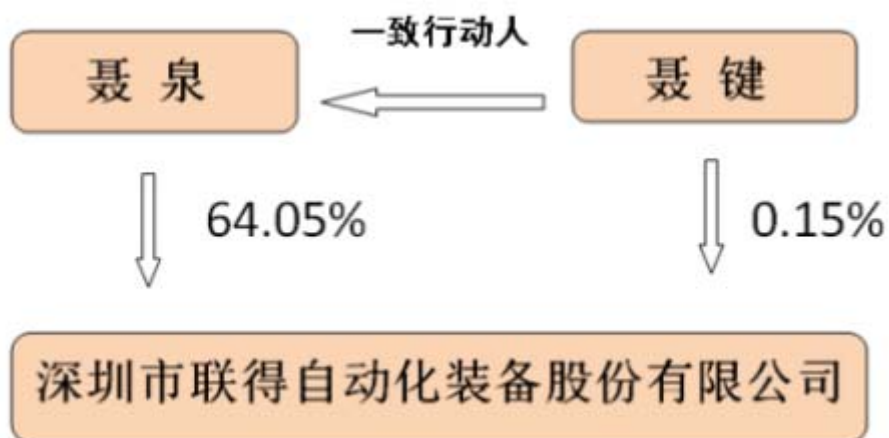 一致行动人
聂 泉
聂 键
64.05%
0.15%
深圳市联得自动化装备股份有限公司